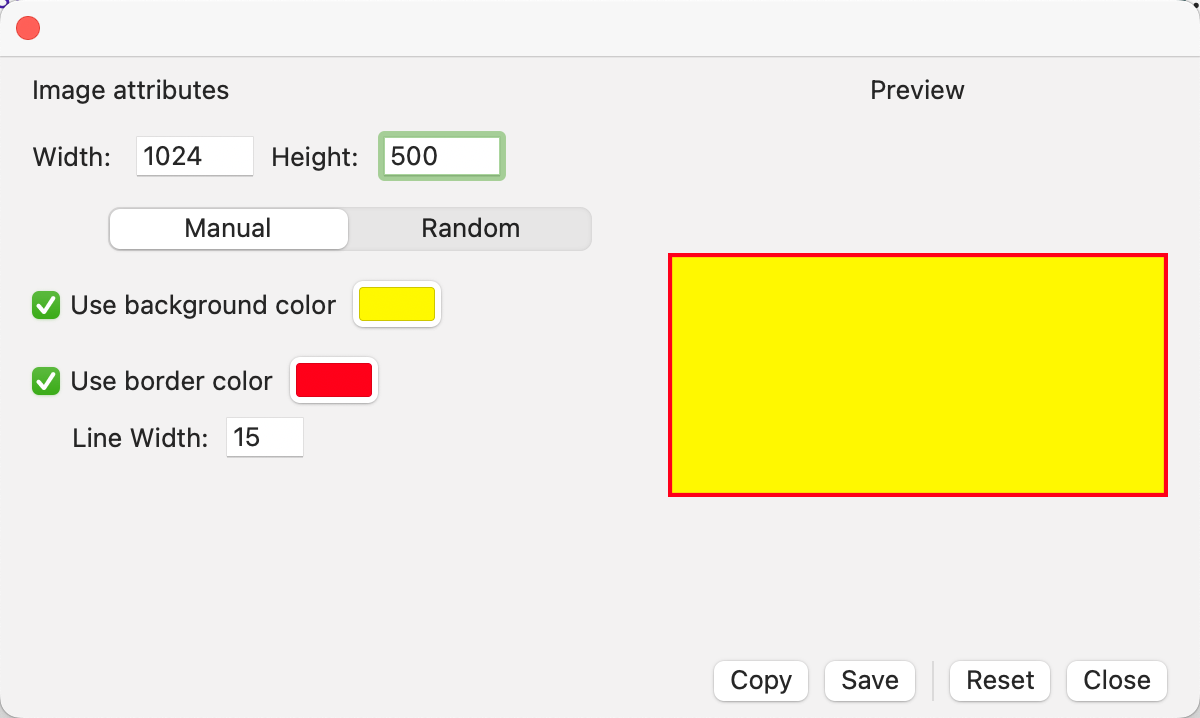 Image attributes
Preview
Width: 1024 Height: 500
Manual Random
Use background color
Use border color
Line Width: 15
Copy Save Reset Close